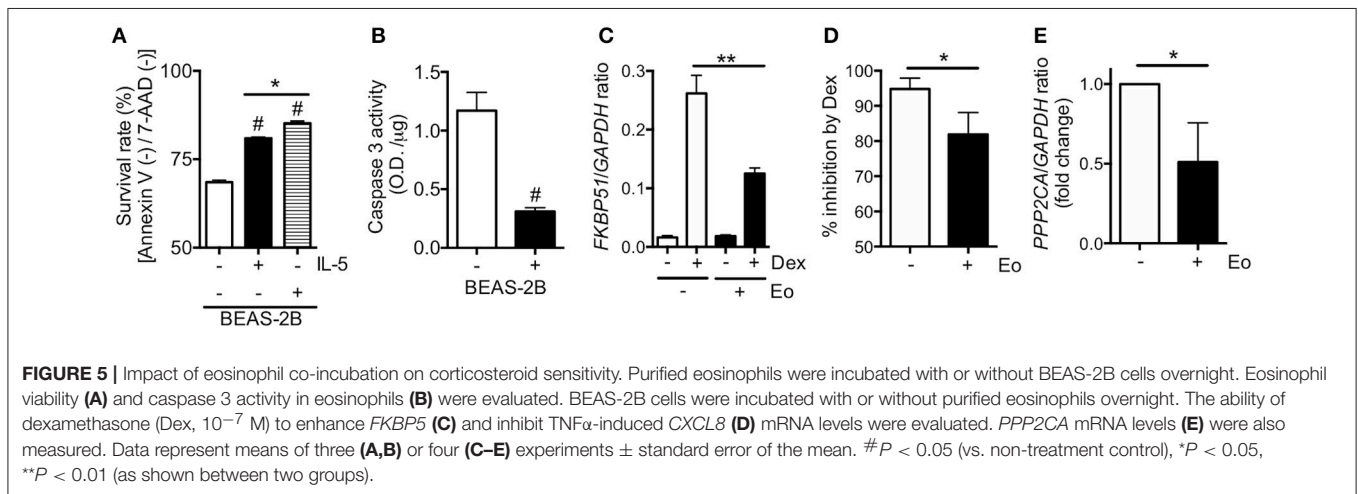 A
Survival rate (%)
[Annexin V (-) / 7-AAD (-)]
100
75
50
*
#
#
- + - IL-5
- - +
BEAS-2B
B
Caspase 3 activity
(O.D. /μg)
1.5
1.0
0.5
0.0
#
- +
BEAS-2B
C
FKBP51/GAPDH ratio
0.3
0.2
0.1
0.0
**
- + - + Dex
- + Eo
D
% inhibition by Dex
100
90
80
70
60
50
*
- + Eo
E
PPP2CA/GAPDH ratio
(fold change)
1.0
0.5
0.0
*
- + Eo
FIGURE 5 | Impact of eosinophil co-incubation on corticosteroid sensitivity. Purified eosinophils were incubated with or without BEAS-2B cells overnight. Eosinophil
viability (A) and caspase 3 activity in eosinophils (B) were evaluated. BEAS-2B cells were incubated with or without purified eosinophils overnight. The ability of
dexamethasone (Dex, 10⁻⁷ M) to enhance FKBP5 (C) and inhibit TNFα-induced CXCL8 (D) mRNA levels were evaluated. PPP2CA mRNA levels (E) were also
measured. Data represent means of three (A,B) or four (C–E) experiments ± standard error of the mean. #P < 0.05 (vs. non-treatment control), *P < 0.05,
**P < 0.01 (as shown between two groups).